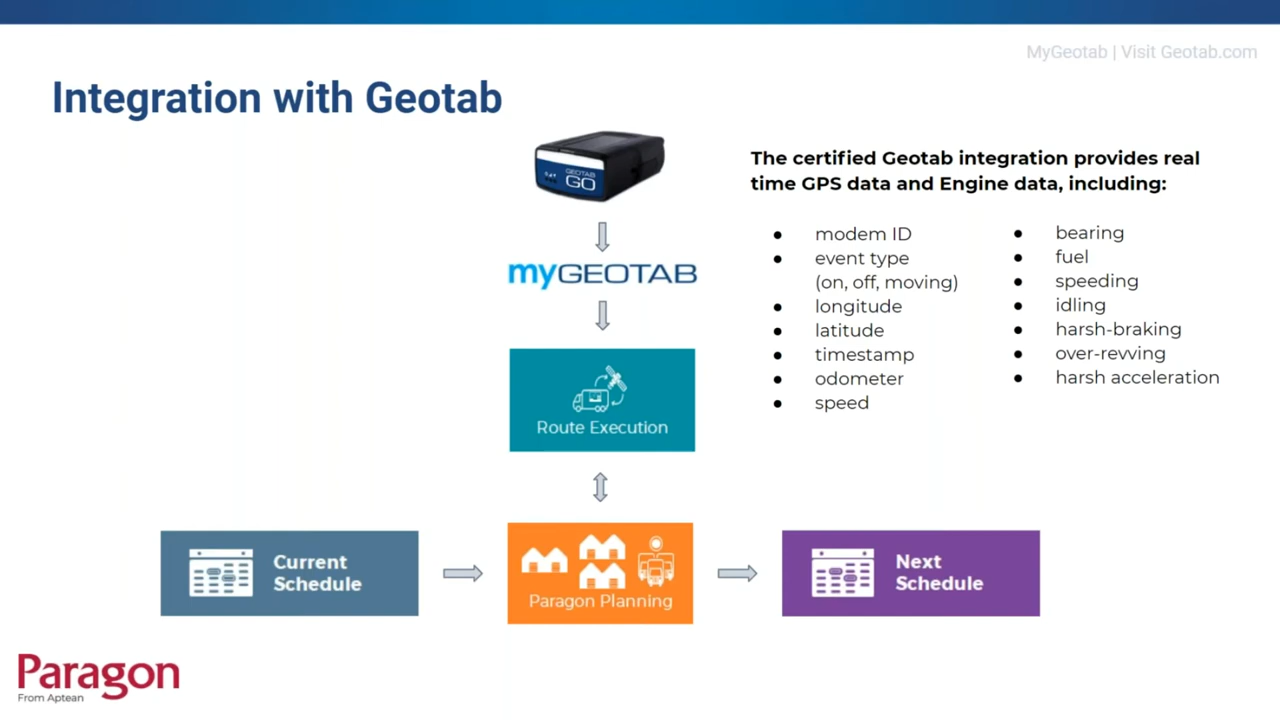 MyGeotab | Visit Geotab.com
Integration with Geotab
GEOTAB
GO
myGEOTAB
Route Execution
The certified Geotab integration provides real
time GPS data and Engine data, including:
• modem ID
• event type
(on, off, moving)
• longitude
• latitude
• timestamp
• odometer
• speed
• bearing
• fuel
• speeding
• idling
• harsh-braking
• over-revving
• harsh acceleration
Current
Schedule
Paragon Planning
Next
Schedule
Paragon
From Aptean